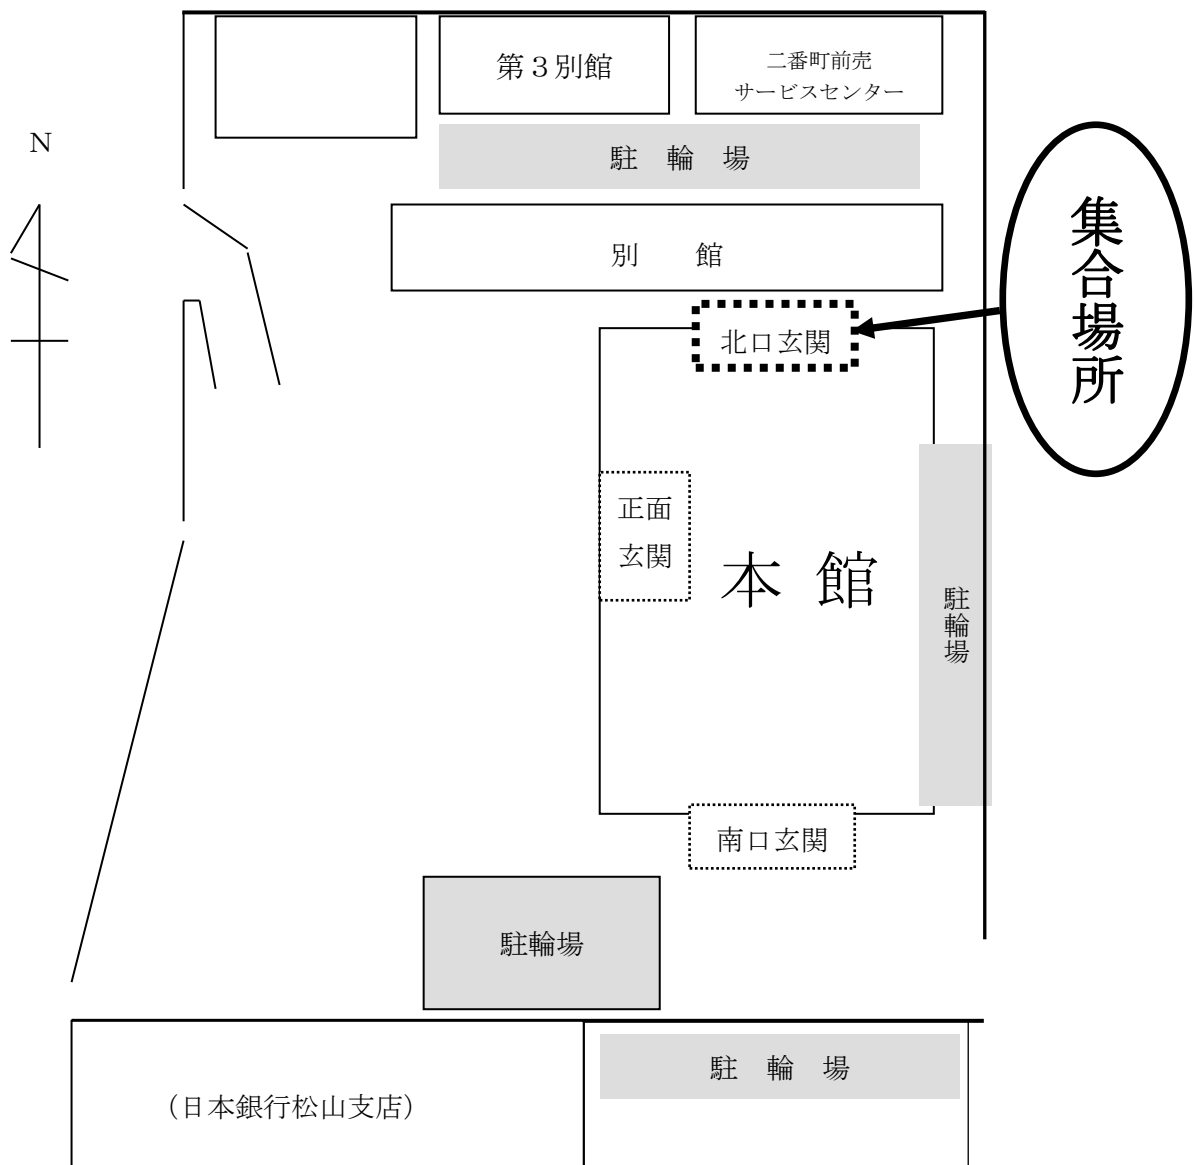 第３別館
二番町前売
サービスセンター
N
駐　輪　場
別　　館
集合場所
北口玄関
正面
玄関
本 館
駐輪場
南口玄関
駐輪場
駐　輪　場
（日本銀行松山支店）